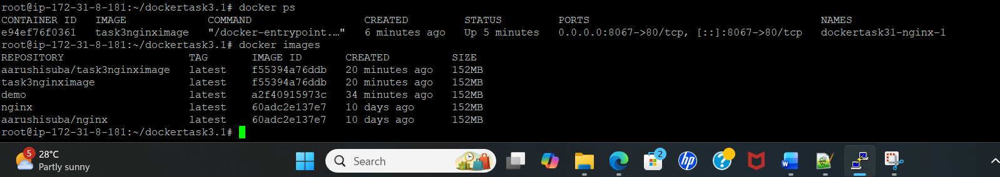 root@ip-172-31-8-181:~/dockertask3.1# docker ps
CONTAINER ID   IMAGE             COMMAND                  CREATED         STATUS         PORTS                                     NAMES
e94ef76f0361   task3nginximage   "/docker-entrypoint.…"   6 minutes ago   Up 5 minutes   0.0.0.0:8067->80/tcp, [::]:8067->80/tcp   dockertask31-nginx-1
root@ip-172-31-8-181:~/dockertask3.1# docker images
REPOSITORY                    TAG       IMAGE ID       CREATED          SIZE
aarushisuba/task3nginximage   latest    f55394a76ddb   20 minutes ago   152MB
task3nginximage               latest    f55394a76ddb   20 minutes ago   152MB
demo                          latest    a2f40915973c   34 minutes ago   152MB
nginx                         latest    60adc2e137e7   10 days ago      152MB
aarushisuba/nginx             latest    60adc2e137e7   10 days ago      152MB
root@ip-172-31-8-181:~/dockertask3.1#
5
28°C
Partly sunny
Search
2
hp
?
W